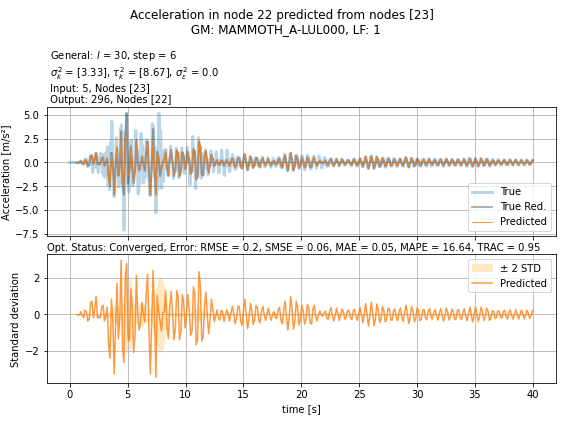 Acceleration in node 22 predicted from nodes [23]
GM: MAMMOTH_A-LUL000, LF: 1
General: l = 30, step = 6
σ²ₖ = [3.33], τ²ₖ = [8.67], σ²ε = 0.0
Input: 5, Nodes [23]
Output: 296, Nodes [22]
Acceleration [m/s²]
5.0
2.5
0.0
−2.5
−5.0
−7.5
True
True Red.
Predicted
Opt. Status: Converged, Error: RMSE = 0.2, SMSE = 0.06, MAE = 0.05, MAPE = 16.64, TRAC = 0.95
Standard deviation
2
0
−2
± 2 STD
Predicted
0 5 10 15 20 25 30 35 40
time [s]